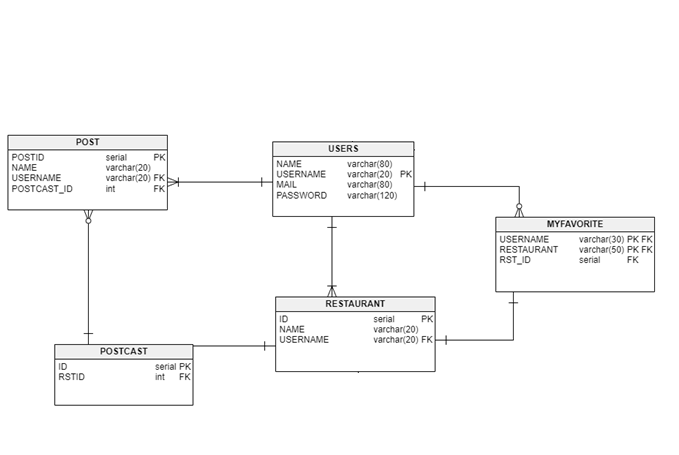 POST
POSTID serial PK
NAME varchar(20)
USERNAME varchar(20) FK
POSTCAST_ID int FK
USERS
NAME varchar(80)
USERNAME varchar(20) PK
MAIL varchar(80)
PASSWORD varchar(120)
MYFAVORITE
USERNAME varchar(30) PK FK
RESTAURANT varchar(50) PK FK
RST_ID serial FK
RESTAURANT
ID serial PK
NAME varchar(20)
USERNAME varchar(20) FK
POSTCAST
ID serial PK
RSTID int FK